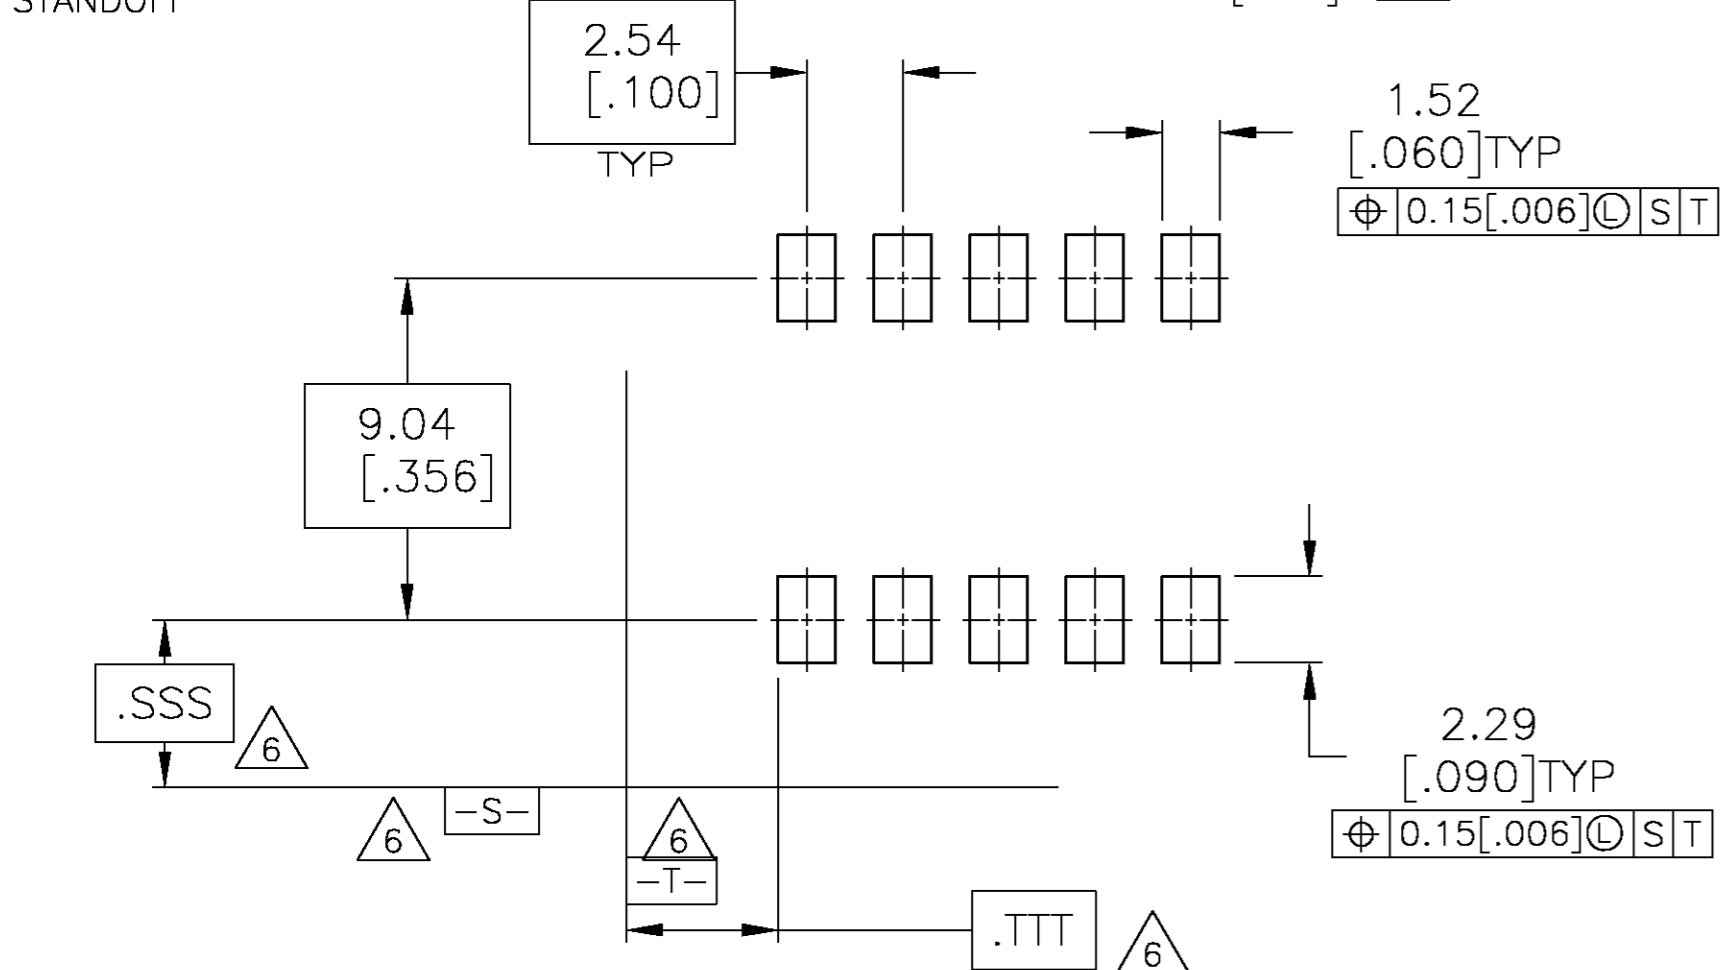 2.54
[.100]
TYP
1.52
[.060]TYP
⌖ 0.15[.006]Ⓛ S T
9.04
[.356]
.SSS
6
2.29
[.090]TYP
⌖ 0.15[.006]Ⓛ S T
6
-S-
6
-T-
.TTT
6